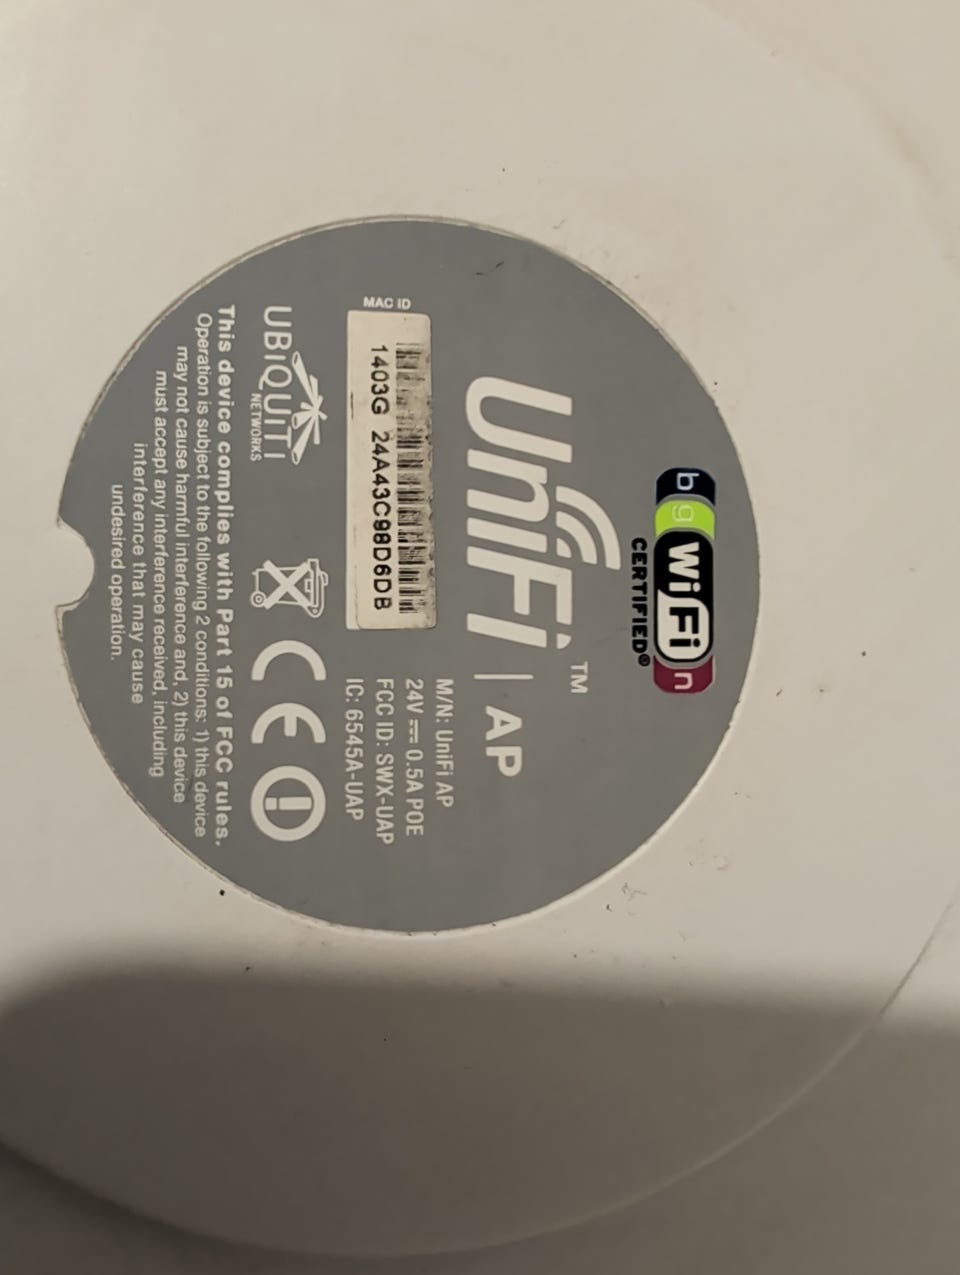 b g WiFi n
CERTIFIED®
UniFi™ | AP
MAC ID
1403G 24A43C98D6DB
M/N: UniFi AP
24V ⎓ 0.5A POE
FCC ID: SWX-UAP
IC: 6545A-UAP
UBiQUiTi
NETWORKS
CE
This device complies with Part 15 of FCC rules.
Operation is subject to the following 2 conditions: 1) this device
may not cause harmful interference and, 2) this device
must accept any interference received, including
interference that may cause
undesired operation.